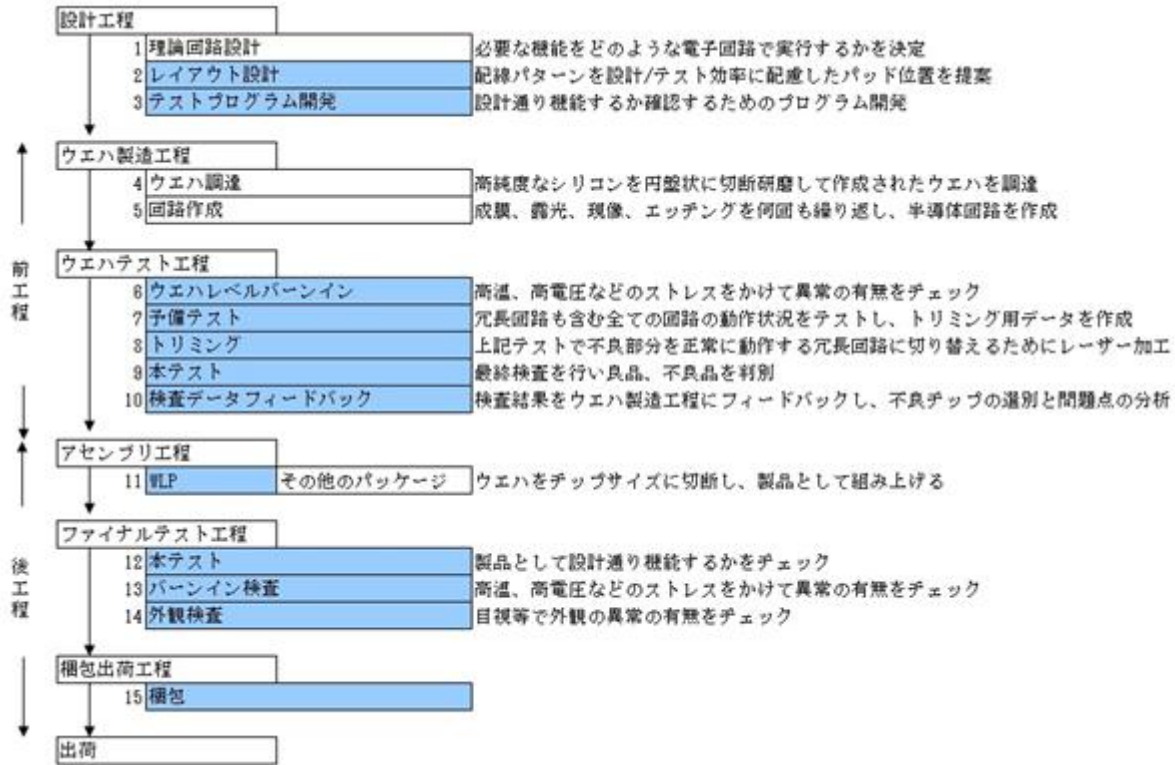 設計工程
1 理論回路設計 必要な機能をどのような電子回路で実行するかを決定
2 レイアウト設計 配線パターンを設計/テスト効率に配慮したパッド位置を提案
3 テストプログラム開発 設計通り機能するか確認するためのプログラム開発
ウエハ製造工程
4 ウエハ調達 高純度なシリコンを円盤状に切断研磨して作成されたウエハを調達
5 回路作成 成膜、露光、現像、エッチングを何回も繰り返し、半導体回路を作成
前工程
ウエハテスト工程
6 ウエハレベルバーンイン 高温、高電圧などのストレスをかけて異常の有無をチェック
7 予備テスト 冗長回路も含む全ての回路の動作状況をテストし、トリミング用データを作成
8 トリミング 上記テストで不良部分を正常に動作する冗長回路に切り替えるためにレーザー加工
9 本テスト 最終検査を行い良品、不良品を判別
10 検査データフィードバック 検査結果をウエハ製造工程にフィードバックし、不良チップの選別と問題点の分析
アセンブリ工程
11 WLP その他のパッケージ ウエハをチップサイズに切断し、製品として組み上げる
後工程
ファイナルテスト工程
12 本テスト 製品として設計通り機能するかをチェック
13 バーンイン検査 高温、高電圧などのストレスをかけて異常の有無をチェック
14 外観検査 目視等で外観の異常の有無をチェック
梱包出荷工程
15 梱包
出荷